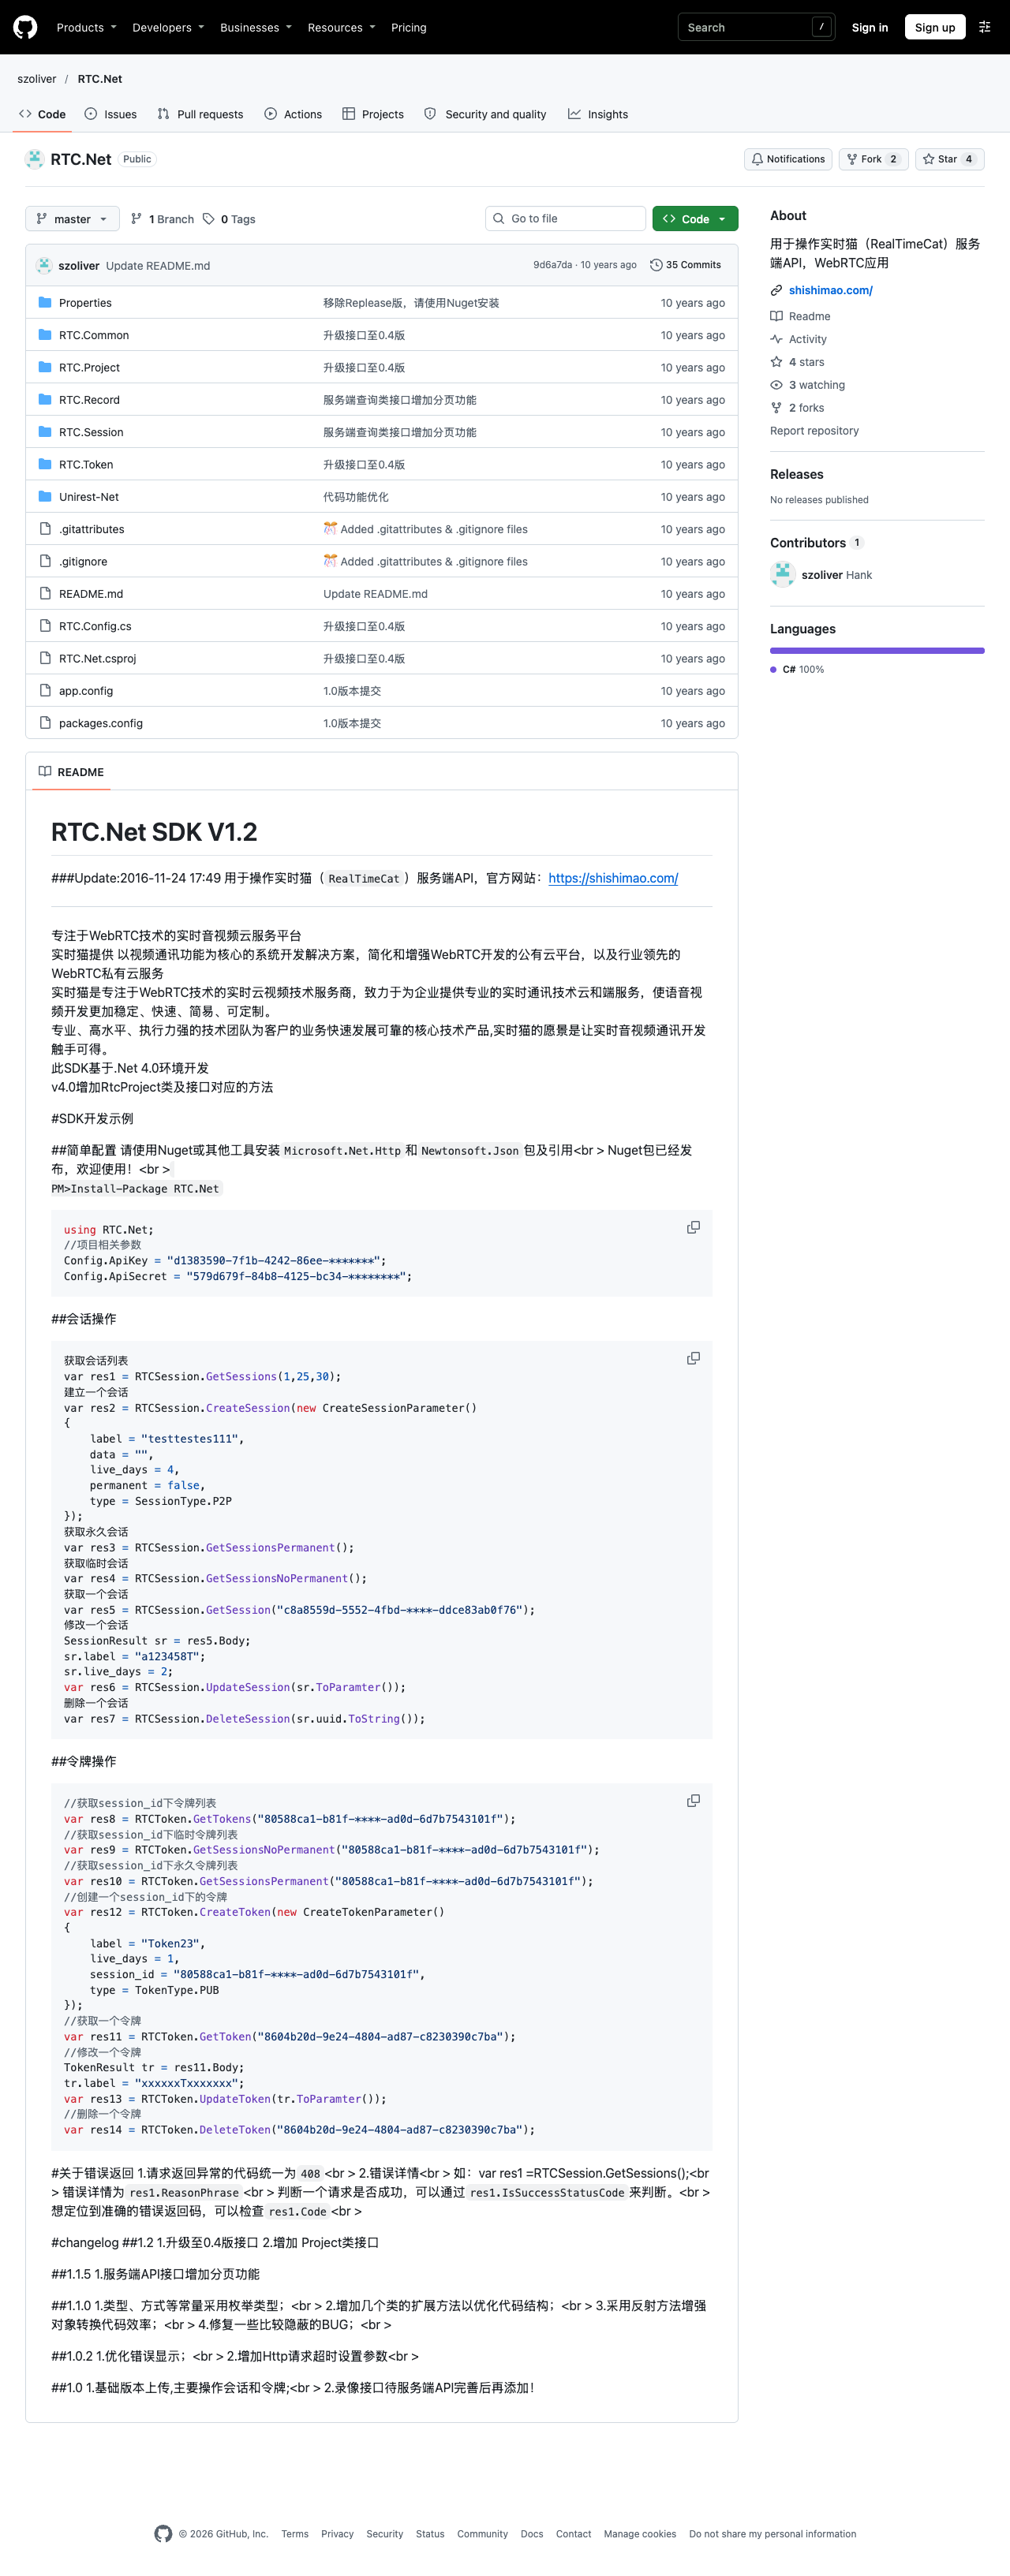 Products Developers Businesses Resources Pricing Search / Sign in Sign up
szoliver / RTC.Net
Code Issues Pull requests Actions Projects Security and quality Insights
RTC.Net Public Notifications Fork 2 Star 4
master 1 Branch 0 Tags Go to file Code
szoliver Update README.md 9d6a7da · 10 years ago 35 Commits
Properties 移除Replease版，请使用Nuget安装 10 years ago
RTC.Common 升级接口至0.4版 10 years ago
RTC.Project 升级接口至0.4版 10 years ago
RTC.Record 服务端查询类接口增加分页功能 10 years ago
RTC.Session 服务端查询类接口增加分页功能 10 years ago
RTC.Token 升级接口至0.4版 10 years ago
Unirest-Net 代码功能优化 10 years ago
.gitattributes 🎊 Added .gitattributes & .gitignore files 10 years ago
.gitignore 🎊 Added .gitattributes & .gitignore files 10 years ago
README.md Update README.md 10 years ago
RTC.Config.cs 升级接口至0.4版 10 years ago
RTC.Net.csproj 升级接口至0.4版 10 years ago
app.config 1.0版本提交 10 years ago
packages.config 1.0版本提交 10 years ago
About
用于操作实时猫（RealTimeCat）服务
端API，WebRTC应用
shishimao.com/
Readme
Activity
4 stars
3 watching
2 forks
Report repository
Releases
No releases published
Contributors 1
szoliver Hank
Languages
C# 100%
README
RTC.Net SDK V1.2
###Update:2016-11-24 17:49 用于操作实时猫（RealTimeCat）服务端API，官方网站：https://shishimao.com/
专注于WebRTC技术的实时音视频云服务平台
实时猫提供 以视频通讯功能为核心的系统开发解决方案，简化和增强WebRTC开发的公有云平台，以及行业领先的
WebRTC私有云服务
实时猫是专注于WebRTC技术的实时云视频技术服务商，致力于为企业提供专业的实时通讯技术云和端服务，使语音视
频开发更加稳定、快速、简易、可定制。
专业、高水平、执行力强的技术团队为客户的业务快速发展可靠的核心技术产品,实时猫的愿景是让实时音视频通讯开发
触手可得。
此SDK基于.Net 4.0环境开发
v4.0增加RtcProject类及接口对应的方法
#SDK开发示例
##简单配置 请使用Nuget或其他工具安装Microsoft.Net.Http和Newtonsoft.Json包及引用<br > Nuget包已经发
布，欢迎使用！<br >
PM>Install-Package RTC.Net
using RTC.Net;
//项目相关参数
Config.ApiKey = "d1383590-7f1b-4242-86ee-*******";
Config.ApiSecret = "579d679f-84b8-4125-bc34-********";
##会话操作
获取会话列表
var res1 = RTCSession.GetSessions(1,25,30);
建立一个会话
var res2 = RTCSession.CreateSession(new CreateSessionParameter()
{
label = "testtestes111",
data = "",
live_days = 4,
permanent = false,
type = SessionType.P2P
});
获取永久会话
var res3 = RTCSession.GetSessionsPermanent();
获取临时会话
var res4 = RTCSession.GetSessionsNoPermanent();
获取一个会话
var res5 = RTCSession.GetSession("c8a8559d-5552-4fbd-****-ddce83ab0f76");
修改一个会话
SessionResult sr = res5.Body;
sr.label = "a123458T";
sr.live_days = 2;
var res6 = RTCSession.UpdateSession(sr.ToParamter());
删除一个会话
var res7 = RTCSession.DeleteSession(sr.uuid.ToString());
##令牌操作
//获取session_id下令牌列表
var res8 = RTCToken.GetTokens("80588ca1-b81f-****-ad0d-6d7b7543101f");
//获取session_id下临时令牌列表
var res9 = RTCToken.GetSessionsNoPermanent("80588ca1-b81f-****-ad0d-6d7b7543101f");
//获取session_id下永久令牌列表
var res10 = RTCToken.GetSessionsPermanent("80588ca1-b81f-****-ad0d-6d7b7543101f");
//创建一个session_id下的令牌
var res12 = RTCToken.CreateToken(new CreateTokenParameter()
{
label = "Token23",
live_days = 1,
session_id = "80588ca1-b81f-****-ad0d-6d7b7543101f",
type = TokenType.PUB
});
//获取一个令牌
var res11 = RTCToken.GetToken("8604b20d-9e24-4804-ad87-c8230390c7ba");
//修改一个令牌
TokenResult tr = res11.Body;
tr.label = "xxxxxxTxxxxxxx";
var res13 = RTCToken.UpdateToken(tr.ToParamter());
//删除一个令牌
var res14 = RTCToken.DeleteToken("8604b20d-9e24-4804-ad87-c8230390c7ba");
#关于错误返回 1.请求返回异常的代码统一为408<br > 2.错误详情<br > 如：var res1 =RTCSession.GetSessions();<br
> 错误详情为 res1.ReasonPhrase<br > 判断一个请求是否成功，可以通过res1.IsSuccessStatusCode来判断。<br >
想定位到准确的错误返回码，可以检查res1.Code<br >
#changelog ##1.2 1.升级至0.4版接口 2.增加 Project类接口
##1.1.5 1.服务端API接口增加分页功能
##1.1.0 1.类型、方式等常量采用枚举类型；<br > 2.增加几个类的扩展方法以优化代码结构；<br > 3.采用反射方法增强
对象转换代码效率；<br > 4.修复一些比较隐蔽的BUG；<br >
##1.0.2 1.优化错误显示；<br > 2.增加Http请求超时设置参数<br >
##1.0 1.基础版本上传,主要操作会话和令牌;<br > 2.录像接口待服务端API完善后再添加！
© 2026 GitHub, Inc. Terms Privacy Security Status Community Docs Contact Manage cookies Do not share my personal information